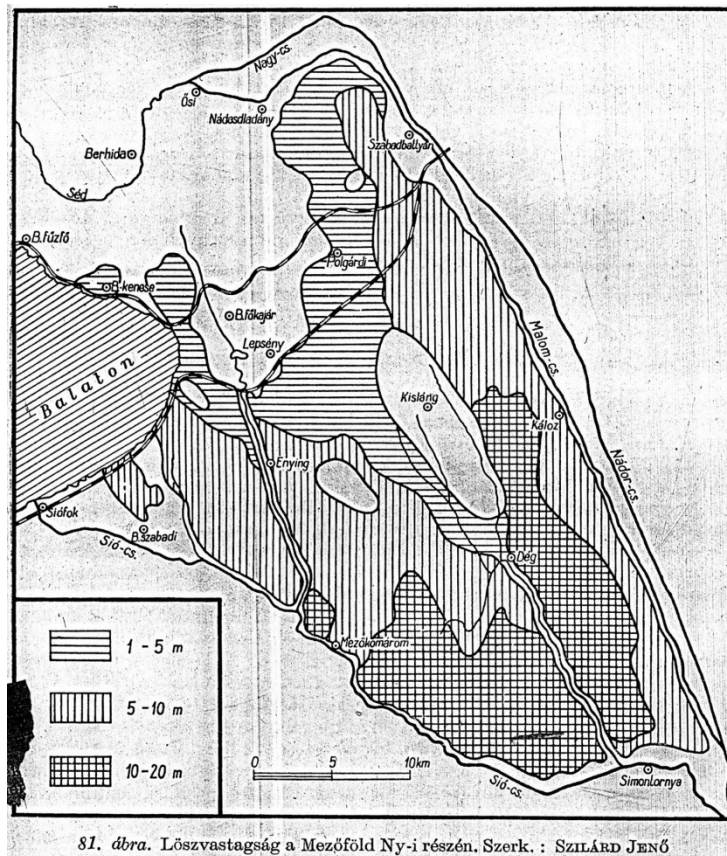 Nagy-cs.
Ősi
Nádasdladány
Szabadbattyán
Berhida
Séd
B.fűzfő
Polgárdi
B.kenese
B.főkajár
Lepsény
Malom-cs.
Balaton
Kisláng
Káloz
Enying
Nádor-cs.
Siófok
B.szabadi
Sió-cs.
Dég
1 - 5 m
Mezőkomárom
5 - 10 m
10 - 20 m
0 5 10 km
Sió-cs.
Simontornya
81. ábra. Löszvastagság a Mezőföld Ny-i részén. Szerk. : SZILÁRD JENŐ